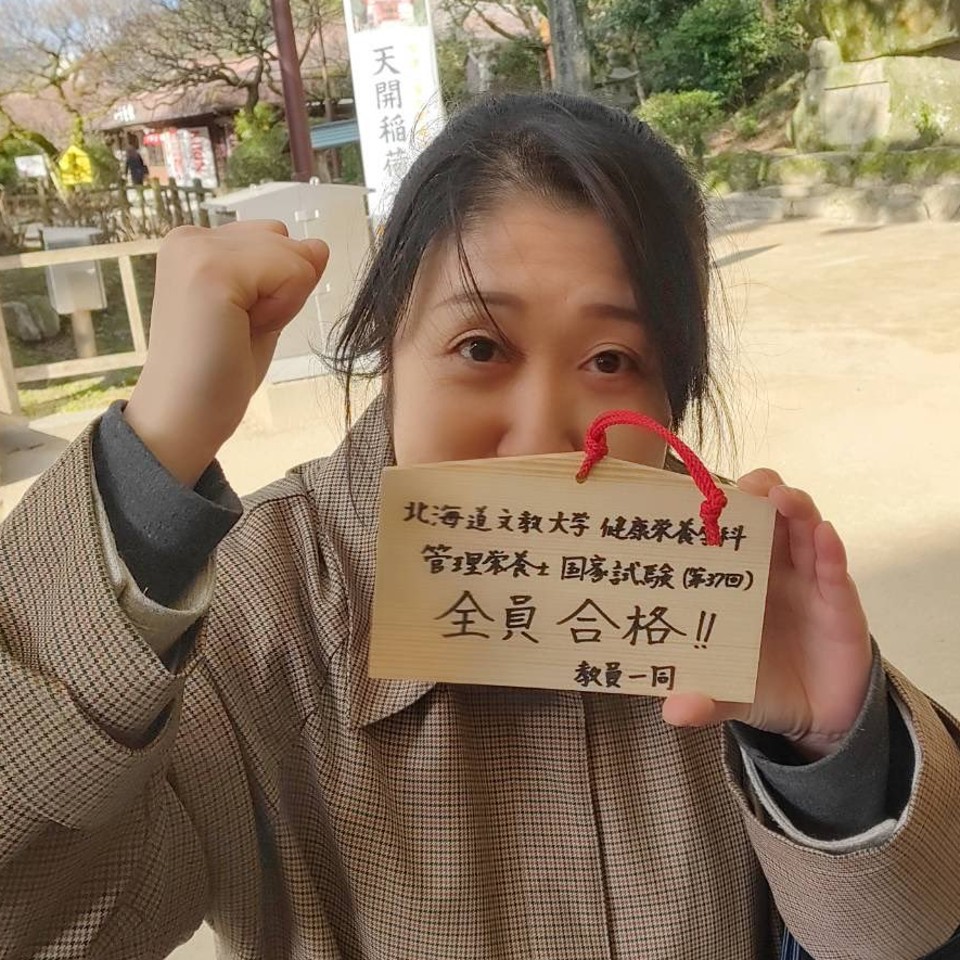 天開稲荷
北海道文教大学 健康栄養学科
管理栄養士 国家試験 (第37回)
全員 合格!!
教員一同